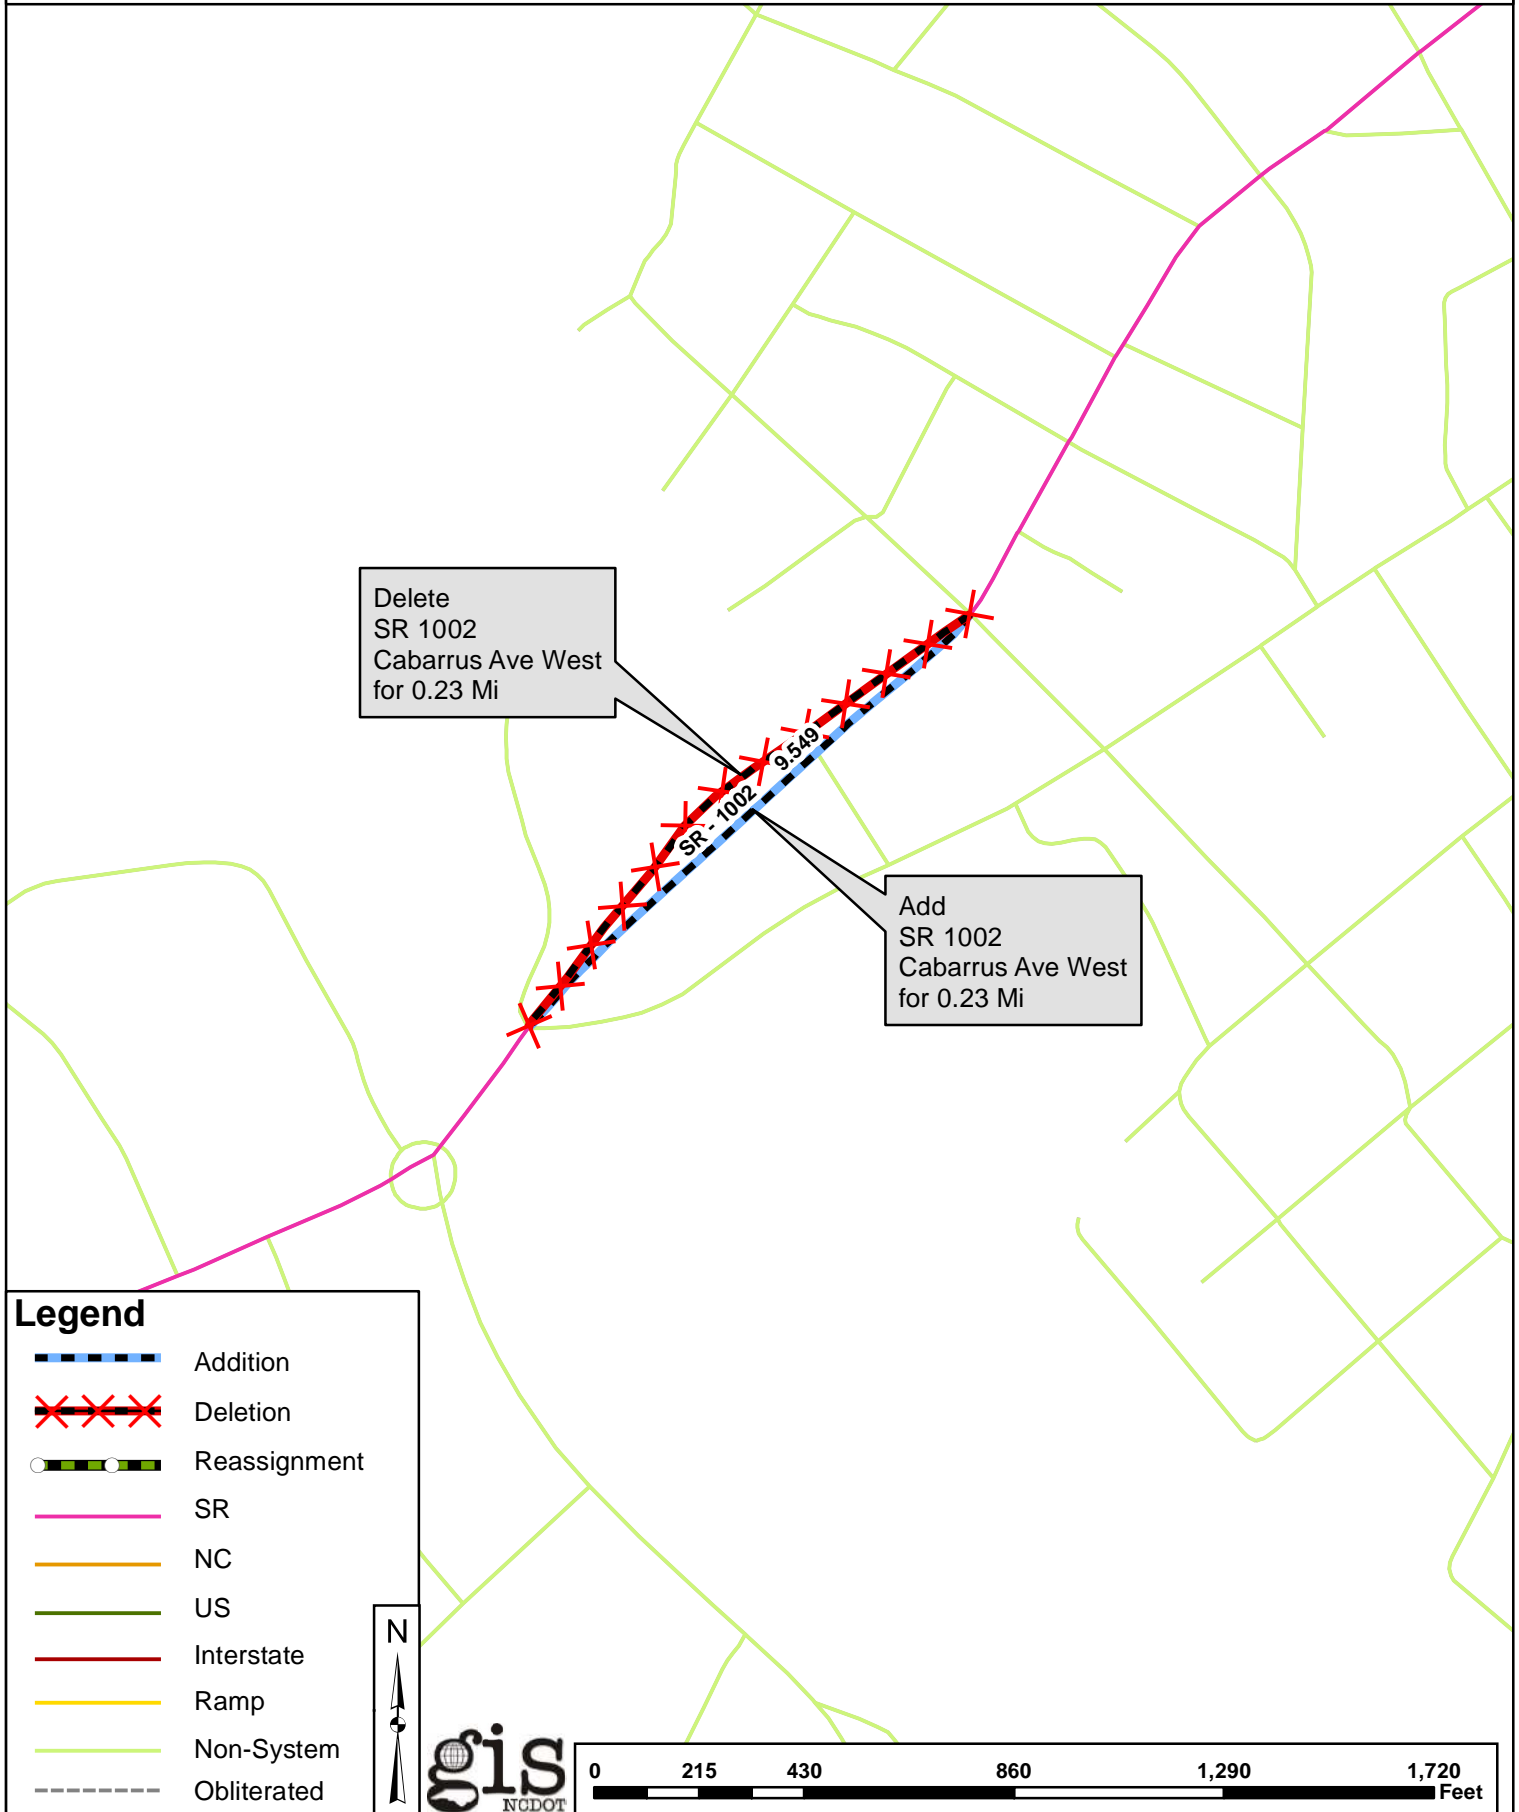 Delete
SR 1002
Cabarrus Ave West
for 0.23 Mi
9.549
SR - 1002
Add
SR 1002
Cabarrus Ave West
for 0.23 Mi
Legend
Addition
Deletion
Reassignment
SR
NC
US
Interstate
Ramp
Non-System
Obliterated
N
gis
NCDOT
0 215 430 860 1,290 1,720
Feet